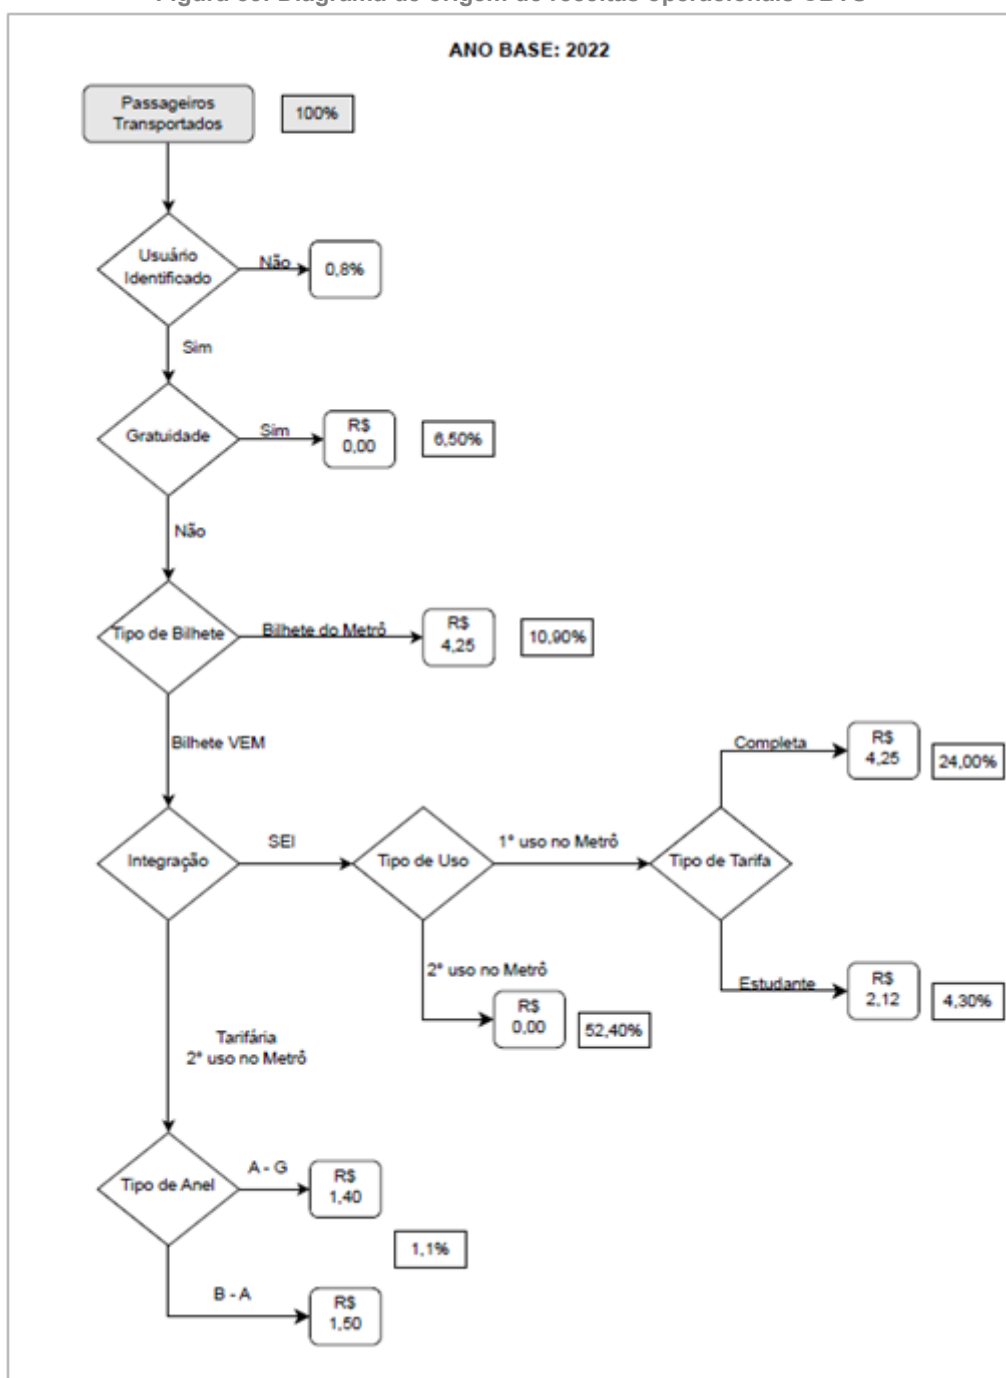 ANO BASE: 2022
Passageiros
Transportados
100%
Usuário
Identificado
Não
0,8%
Sim
Gratuidade
Sim
R$
0,00
6,50%
Não
Tipo de Bilhete
Bilhete do Metrô
R$
4,25
10,90%
Bilhete VEM
Completa
R$
4,25
24,00%
Integração
SEI
Tipo de Uso
1° uso no Metrô
Tipo de Tarifa
2° uso no Metrô
R$
0,00
52,40%
Estudante
R$
2,12
4,30%
Tarifária
2° uso no Metrô
Tipo de Anel
A - G
R$
1,40
1,1%
B - A
R$
1,50